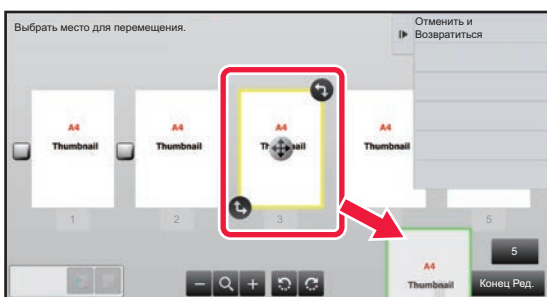 Выбрать место для перемещения.
Отменить и
Возвратиться
A4
Thumbnail
A4
Thumbnail
A4
Thumbnail
A4
Thumbnail
1
2
3
5
A4
Thumbnail
5
Конец Ред.